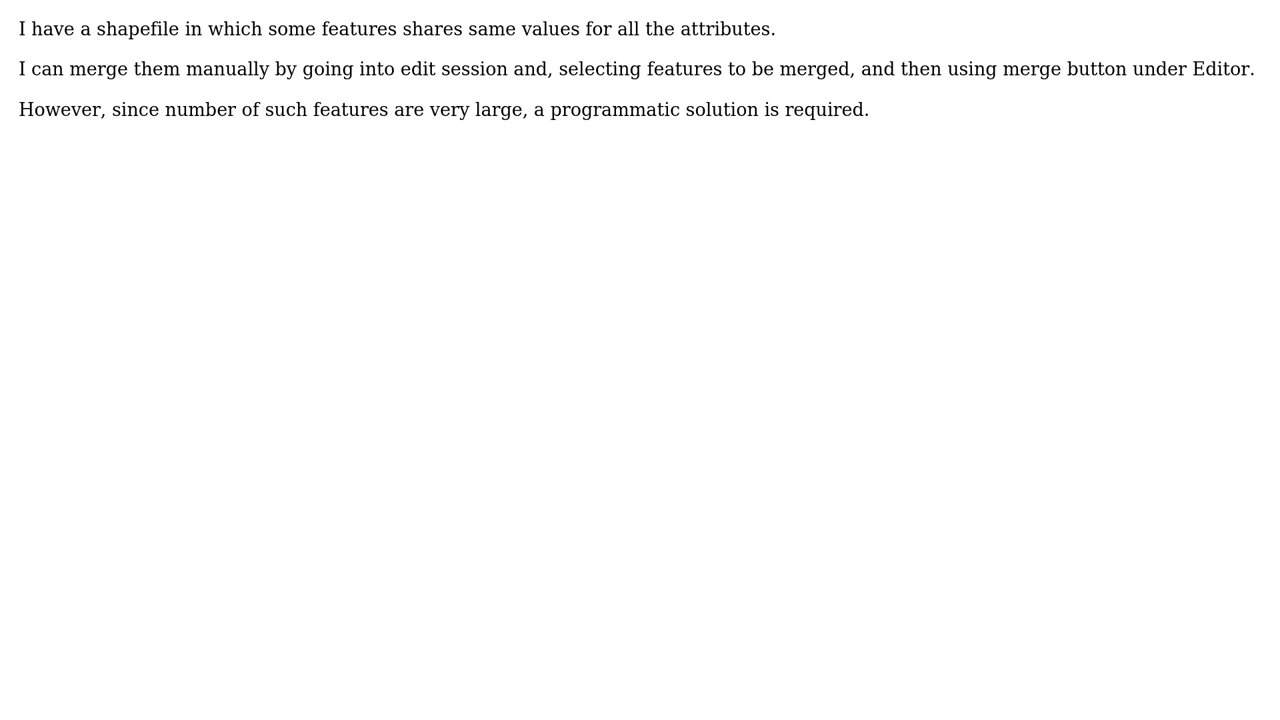 I have a shapefile in which some features shares same values for all the attributes.
I can merge them manually by going into edit session and, selecting features to be merged, and then using merge button under Editor.
However, since number of such features are very large, a programmatic solution is required.